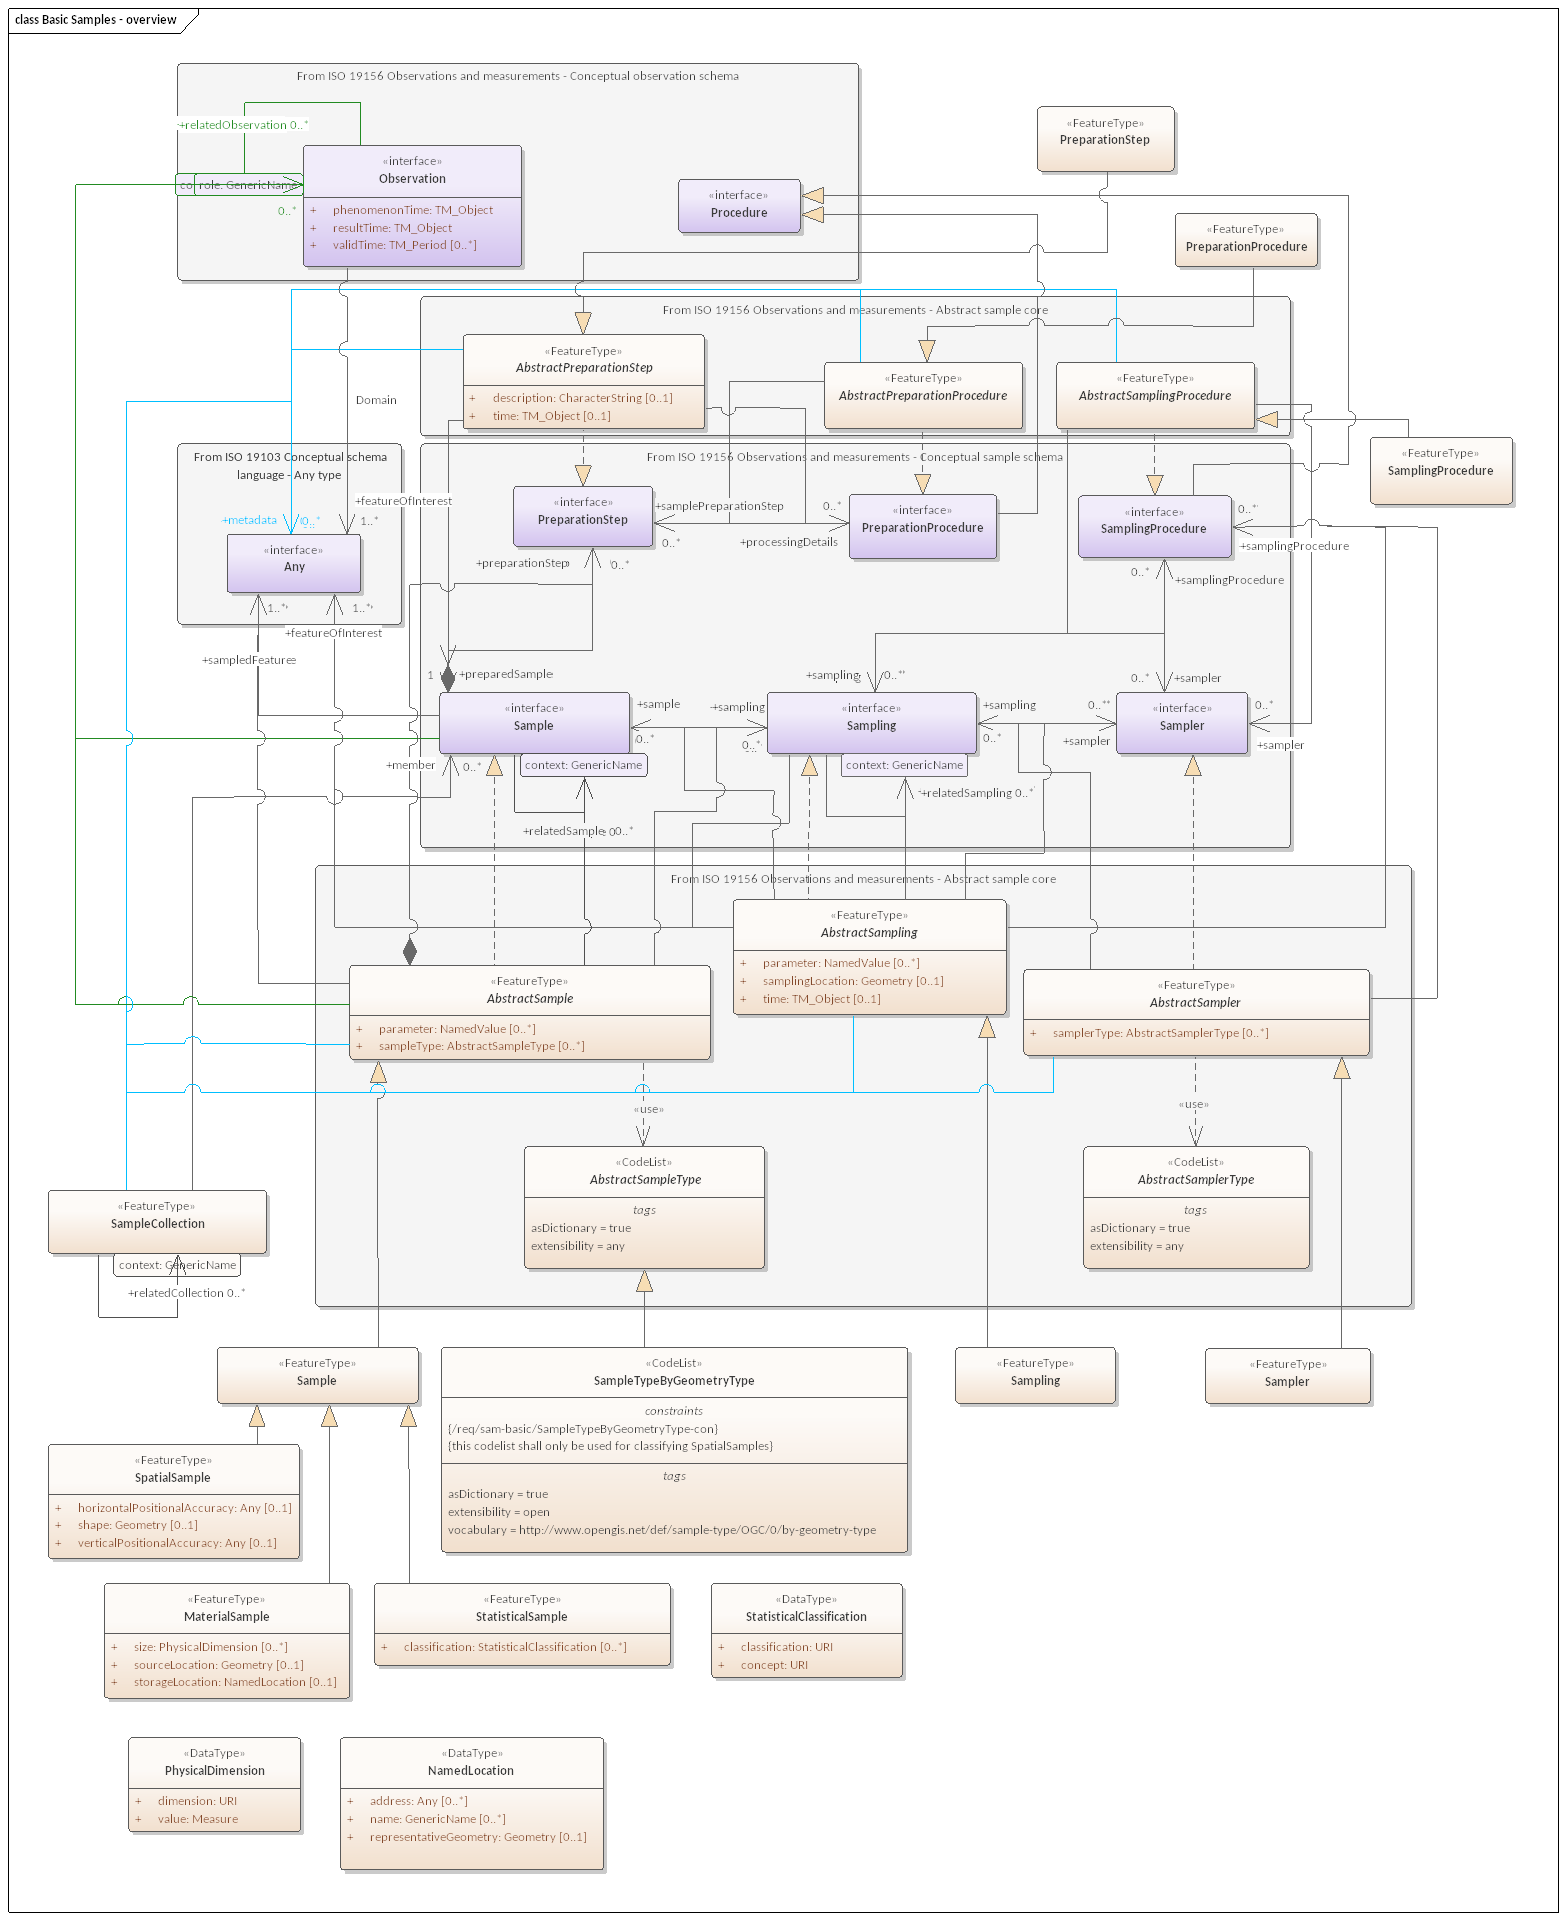 class Basic Samples - overview
From ISO 19156 Observations and measurements - Conceptual observation schema
+relatedObservation 0..*
co
role: GenericName
0..*
«interface»
Observation
+ phenomenonTime: TM_Object
+ resultTime: TM_Object
+ validTime: TM_Period [0..*]
«interface»
Procedure
«FeatureType»
PreparationStep
«FeatureType»
PreparationProcedure
From ISO 19156 Observations and measurements - Abstract sample core
«FeatureType»
AbstractPreparationStep
+ description: CharacterString [0..1]
+ time: TM_Object [0..1]
«FeatureType»
AbstractPreparationProcedure
«FeatureType»
AbstractSamplingProcedure
«FeatureType»
SamplingProcedure
Domain
From ISO 19103 Conceptual schema
language - Any type
+metadata
0..*
+featureOfInterest
1..*
«interface»
Any
1..*
1..*
+featureOfInterest
+sampledFeature
From ISO 19156 Observations and measurements - Conceptual sample schema
«interface»
PreparationStep
+samplePreparationStep
0..*
0..*
+processingDetails
«interface»
PreparationProcedure
«interface»
SamplingProcedure
0..*
+samplingProcedure
0..*
+samplingProcedure
+preparationStep
0..*
1
+preparedSample
+sampling
0..*
0..*
+sampler
«interface»
Sample
context: GenericName
+sample
0..*
+sampling
0..*
«interface»
Sampling
context: GenericName
+sampling
0..*
0..*
+sampler
«interface»
Sampler
0..*
+sampler
+member
0..*
+relatedSample
0..*
+relatedSampling 0..*
From ISO 19156 Observations and measurements - Abstract sample core
«FeatureType»
AbstractSampling
+ parameter: NamedValue [0..*]
+ samplingLocation: Geometry [0..1]
+ time: TM_Object [0..1]
«FeatureType»
AbstractSample
+ parameter: NamedValue [0..*]
+ sampleType: AbstractSampleType [0..*]
«FeatureType»
AbstractSampler
+ samplerType: AbstractSamplerType [0..*]
«use»
«use»
«CodeList»
AbstractSampleType
tags
asDictionary = true
extensibility = any
«CodeList»
AbstractSamplerType
tags
asDictionary = true
extensibility = any
«FeatureType»
SampleCollection
context: GenericName
+relatedCollection 0..*
«FeatureType»
Sample
«CodeList»
SampleTypeByGeometryType
constraints
{/req/sam-basic/SampleTypeByGeometryType-con}
{this codelist shall only be used for classifying SpatialSamples}
tags
asDictionary = true
extensibility = open
vocabulary = http://www.opengis.net/def/sample-type/OGC/0/by-geometry-type
«FeatureType»
Sampling
«FeatureType»
Sampler
«FeatureType»
SpatialSample
+ horizontalPositionalAccuracy: Any [0..1]
+ shape: Geometry [0..1]
+ verticalPositionalAccuracy: Any [0..1]
«FeatureType»
MaterialSample
+ size: PhysicalDimension [0..*]
+ sourceLocation: Geometry [0..1]
+ storageLocation: NamedLocation [0..1]
«FeatureType»
StatisticalSample
+ classification: StatisticalClassification [0..*]
«DataType»
StatisticalClassification
+ classification: URI
+ concept: URI
«DataType»
PhysicalDimension
+ dimension: URI
+ value: Measure
«DataType»
NamedLocation
+ address: Any [0..*]
+ name: GenericName [0..*]
+ representativeGeometry: Geometry [0..1]